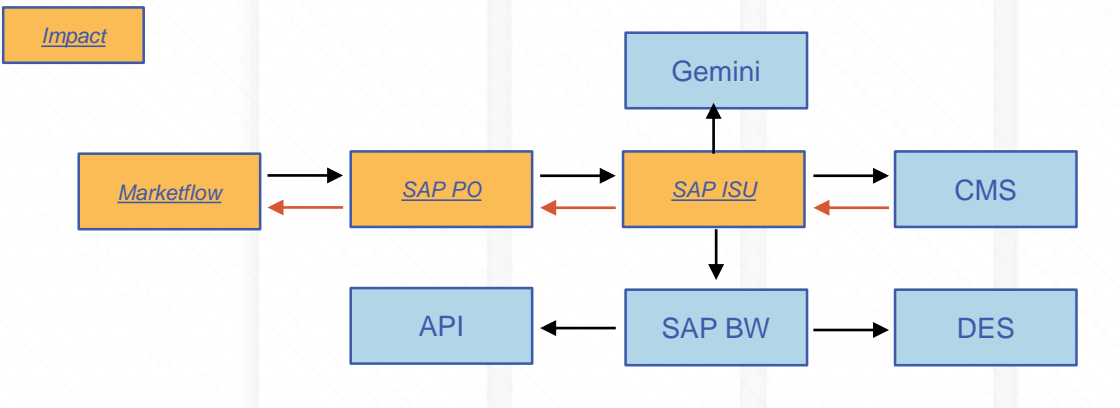 Impact
Gemini
Marketflow
SAP PO
SAP ISU
CMS
API
SAP BW
DES